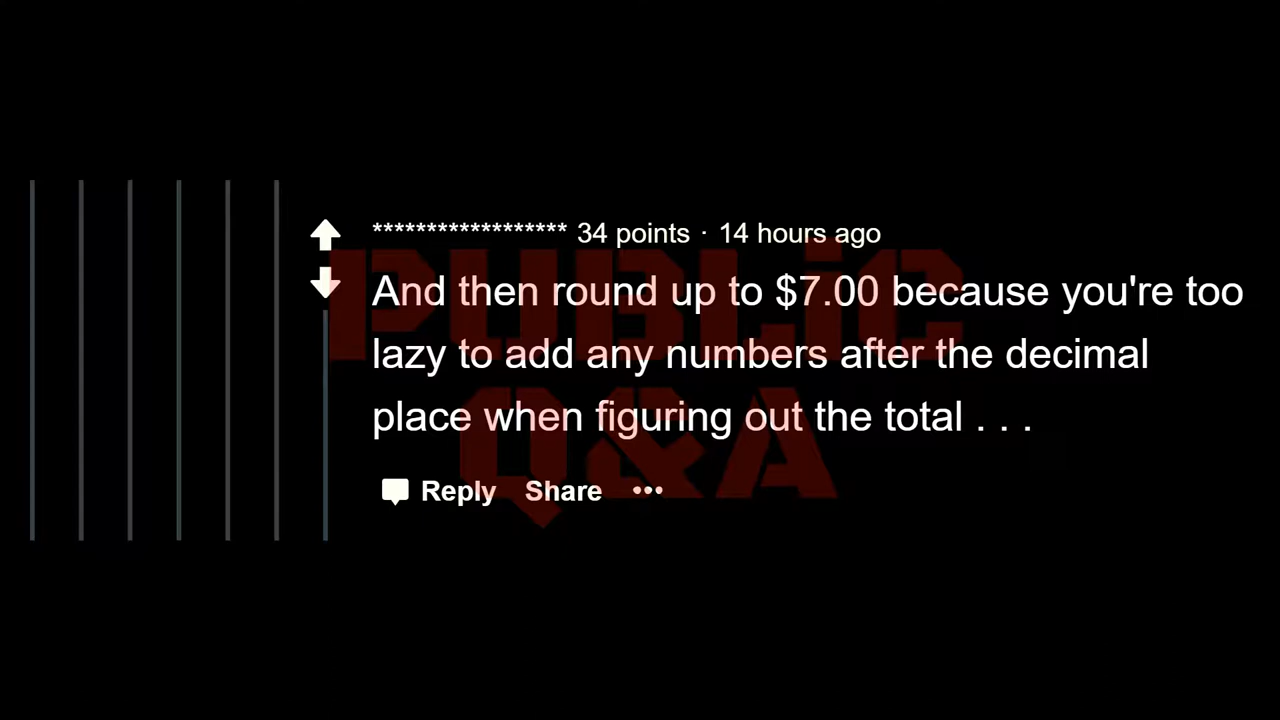 ****************** 34 points · 14 hours ago
And then round up to $7.00 because you're too
lazy to add any numbers after the decimal
place when figuring out the total . . .
Reply Share •••
PUBLiC
Q&A